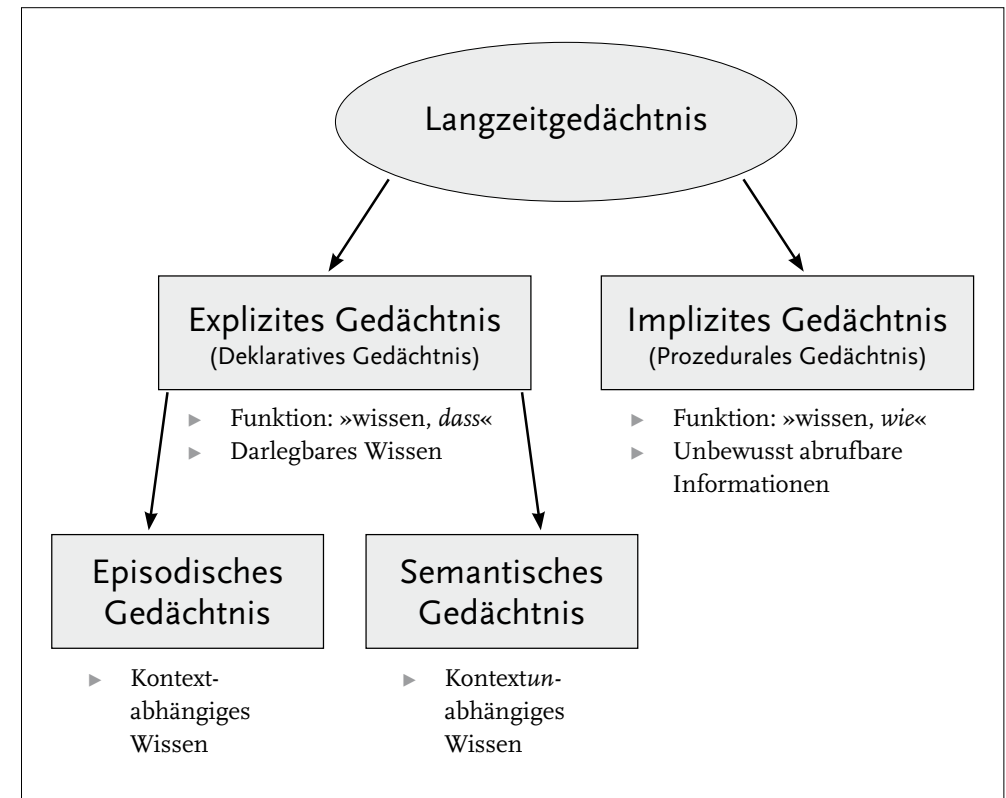 Langzeitgedächtnis
Explizites Gedächtnis
(Deklaratives Gedächtnis)
► Funktion: »wissen, dass«
► Darlegbares Wissen
Implizites Gedächtnis
(Prozedurales Gedächtnis)
► Funktion: »wissen, wie«
► Unbewusst abrufbare
Informationen
Episodisches
Gedächtnis
► Kontext-
abhängiges
Wissen
Semantisches
Gedächtnis
► Kontextun-
abhängiges
Wissen